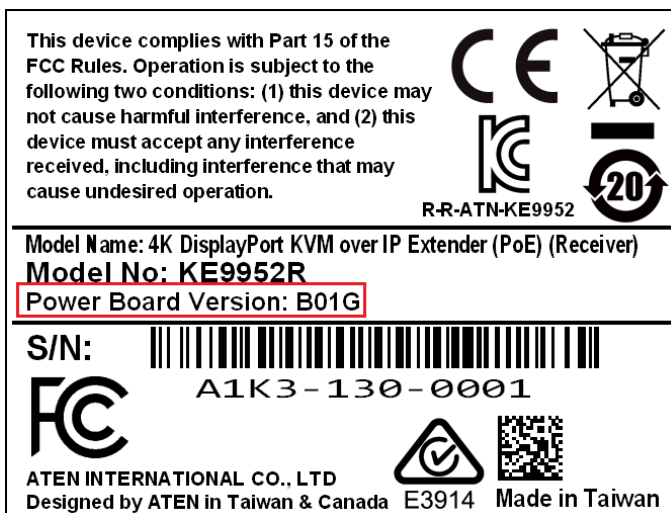 This device complies with Part 15 of the
FCC Rules. Operation is subject to the
following two conditions: (1) this device may
not cause harmful interference, and (2) this
device must accept any interference
received, including interference that may
cause undesired operation.
CE
KC
R-R-ATN-KE9952
20
Model Name: 4K DisplayPort KVM over IP Extender (PoE) (Receiver)
Model No: KE9952R
Power Board Version: B01G
S/N:
A1K3-130-0001
FC
ATEN INTERNATIONAL CO., LTD
Designed by ATEN in Taiwan & Canada
E3914
Made in Taiwan